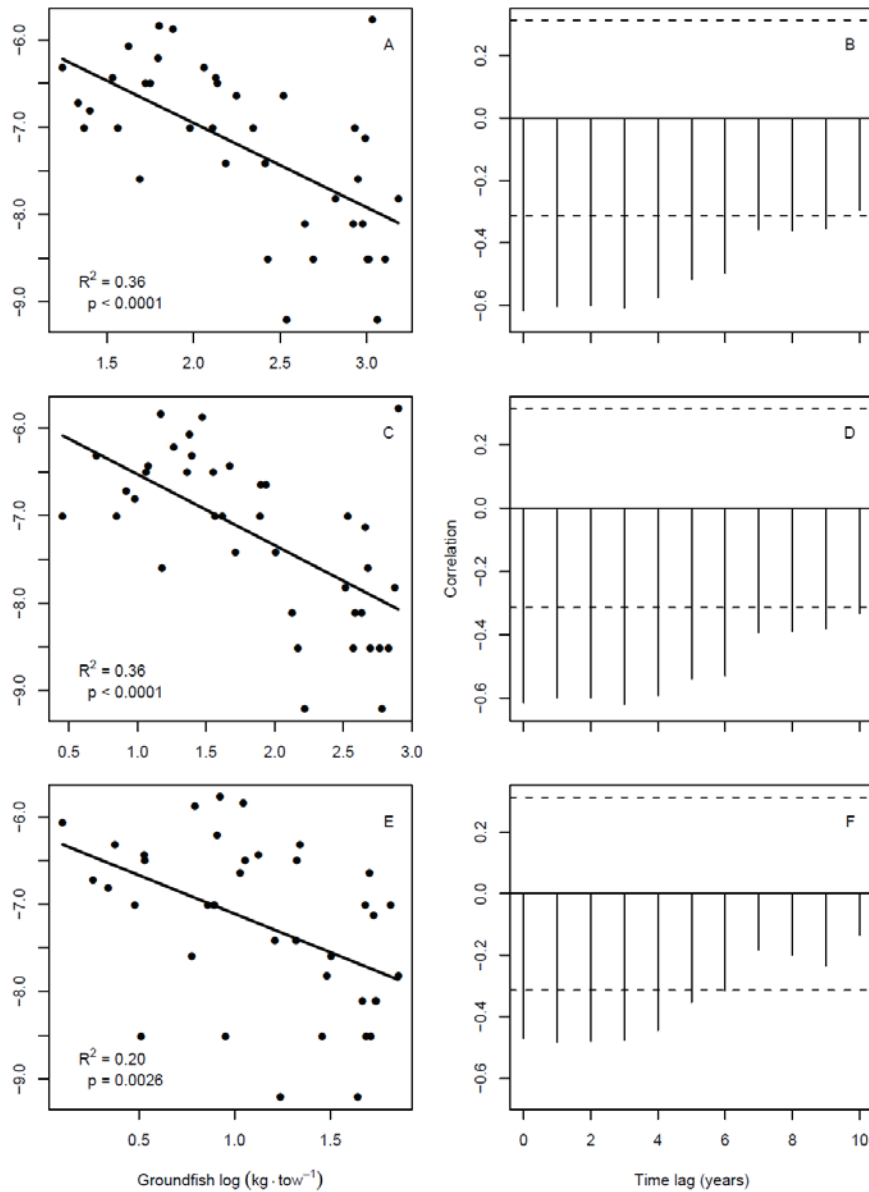 −6.0
−7.0
−8.0
−9.0
A
R² = 0.36
p < 0.0001
1.5 2.0 2.5 3.0
0.2
0.0
−0.2
−0.4
−0.6
B
−6.0
−7.0
−8.0
−9.0
C
R² = 0.36
p < 0.0001
0.5 1.0 1.5 2.0 2.5 3.0
Correlation
0.2
0.0
−0.2
−0.4
−0.6
D
−6.0
−7.0
−8.0
−9.0
E
R² = 0.20
p = 0.0026
0.5 1.0 1.5
Groundfish log (kg · tow⁻¹)
0.2
0.0
−0.2
−0.4
−0.6
F
0 2 4 6 8 10
Time lag (years)